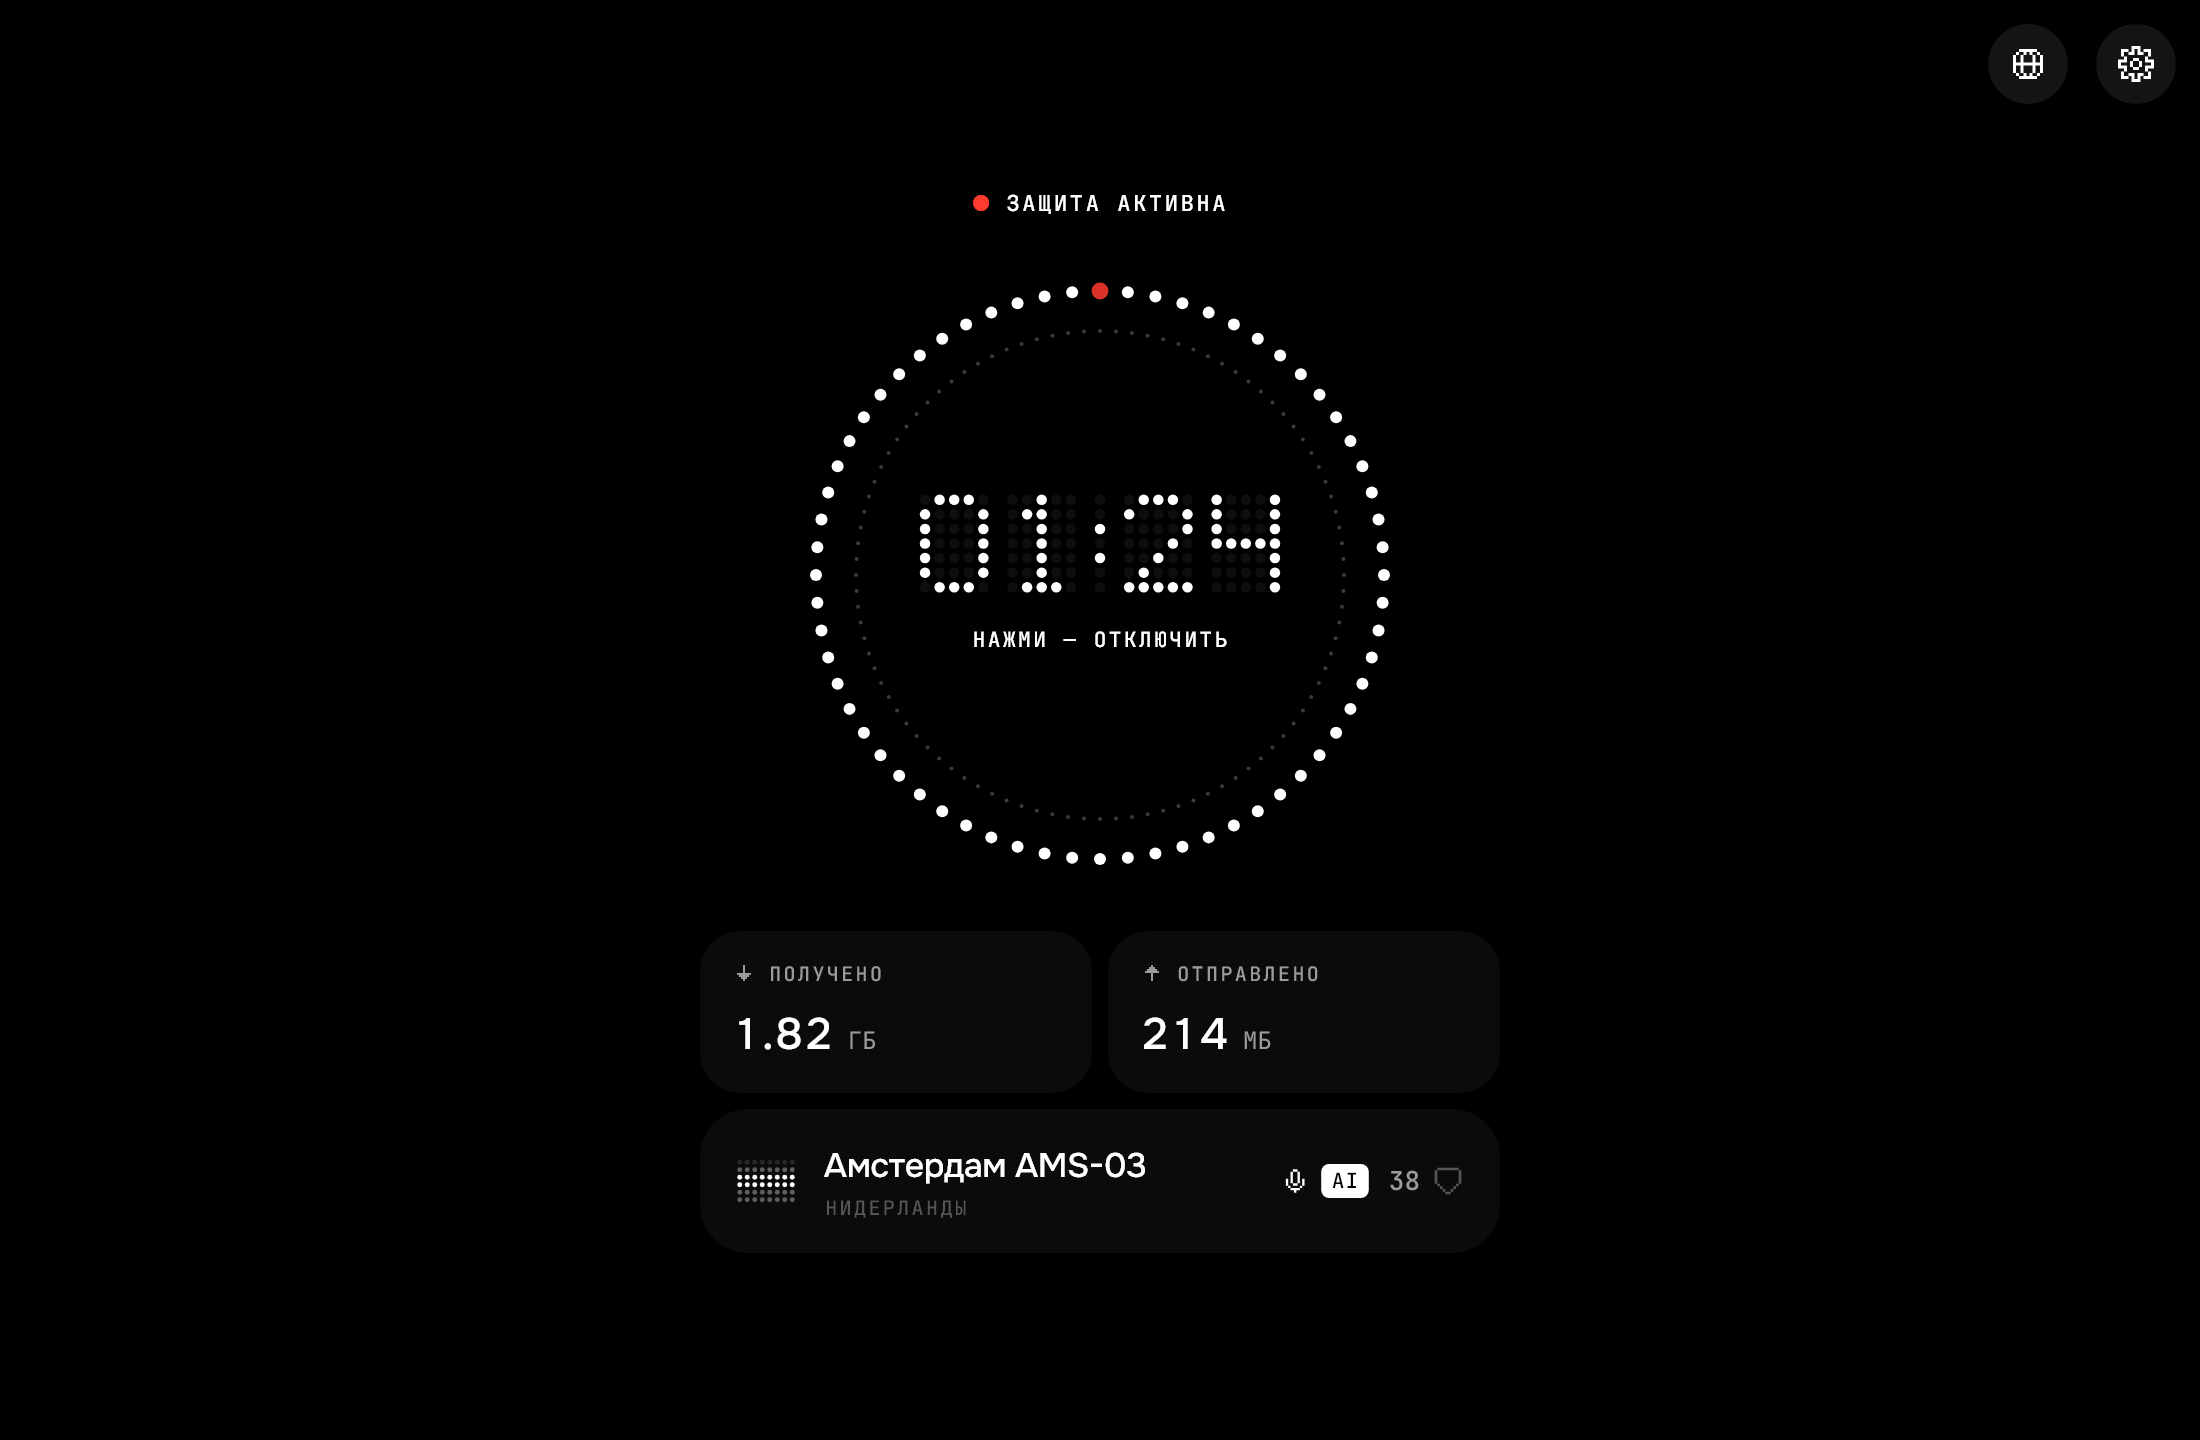 ЗАЩИТА АКТИВНА
01:24
НАЖМИ — ОТКЛЮЧИТЬ
ПОЛУЧЕНО
1.82 ГБ
ОТПРАВЛЕНО
214 МБ
Амстердам AMS-03
НИДЕРЛАНДЫ
AI 38